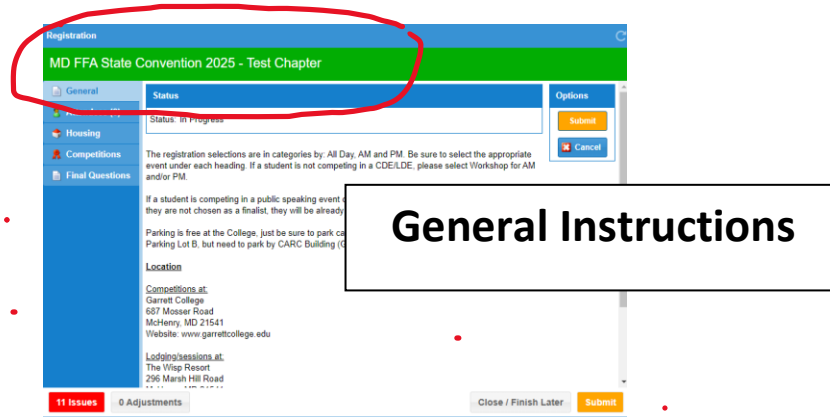 Registration
MD FFA State Convention 2025 - Test Chapter
General
Housing
Competitions
Final Questions
Status
Status: In Progress
Options
Submit
Cancel
The registration selections are in categories by: All Day, AM and PM. Be sure to select the appropriate
event under each heading. If a student is not competing in a CDE/LDE, please select Workshop for AM
and/or PM.
If a student is competing in a public speaking event
they are not chosen as a finalist, they will be already
Parking is free at the College, just be sure to park
Parking Lot B, but need to park by CARC Building
General Instructions
Location
Competitions at:
Garrett College
687 Mosser Road
McHenry, MD 21541
Website: www.garrettcollege.edu
Lodging/sessions at:
The Wisp Resort
296 Marsh Hill Road
11 Issues
0 Adjustments
Close / Finish Later
Submit